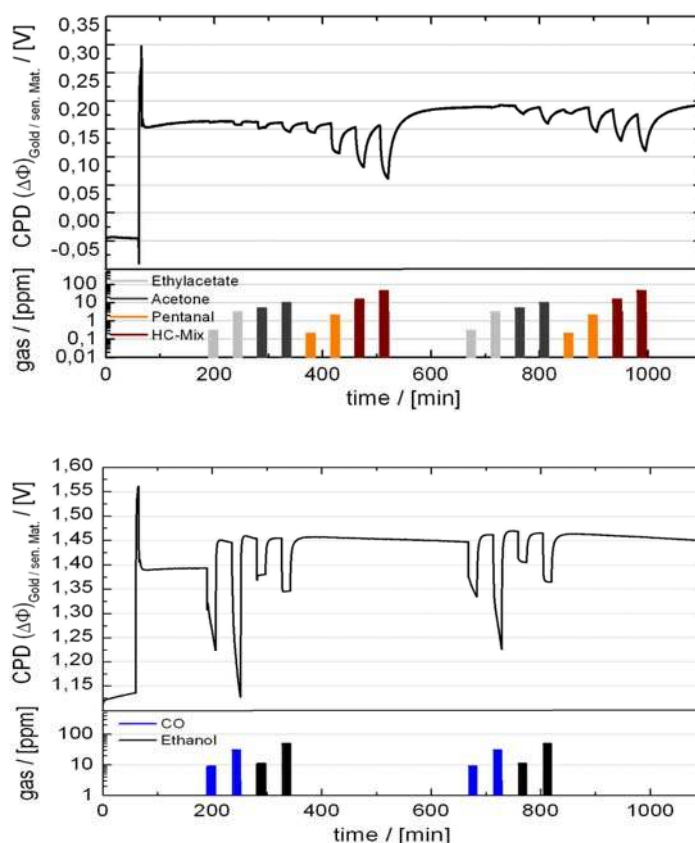 CPD (ΔΦ)Gold / sen. Mat. / [V]
0,35
0,30
0,25
0,20
0,15
0,10
0,05
0,00
-0,05
gas / [ppm]
100
10
1
0,1
0,01
Ethylacetate
Acetone
Pentanal
HC-Mix
0 200 400 600 800 1000
time / [min]
CPD (ΔΦ)Gold / sen. Mat. / [V]
1,60
1,55
1,50
1,45
1,40
1,35
1,30
1,25
1,20
1,15
gas / [ppm]
100
10
1
CO
Ethanol
0 200 400 600 800 1000
time / [min]